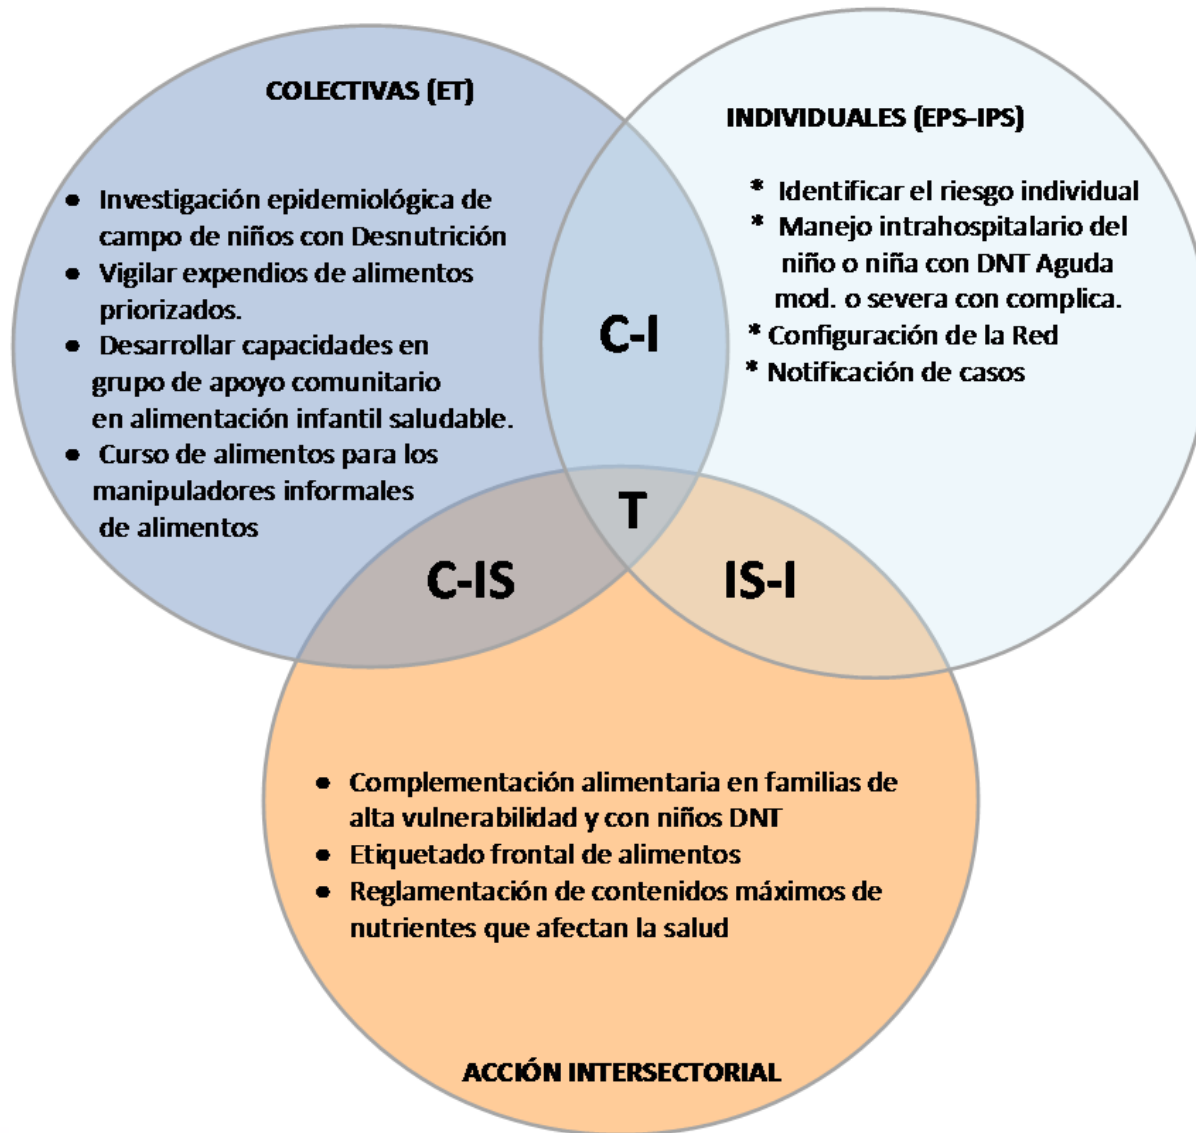 COLECTIVAS (ET)
● Investigación epidemiológica de
campo de niños con Desnutrición
● Vigilar expendios de alimentos
priorizados.
● Desarrollar capacidades en
grupo de apoyo comunitario
en alimentación infantil saludable.
● Curso de alimentos para los
manipuladores informales
de alimentos
INDIVIDUALES (EPS-IPS)
* Identificar el riesgo individual
* Manejo intrahospitalario del
niño o niña con DNT Aguda
mod. o severa con complica.
* Configuración de la Red
* Notificación de casos
C-I
T
C-IS
IS-I
● Complementación alimentaria en familias de
alta vulnerabilidad y con niños DNT
● Etiquetado frontal de alimentos
● Reglamentación de contenidos máximos de
nutrientes que afectan la salud
ACCIÓN INTERSECTORIAL